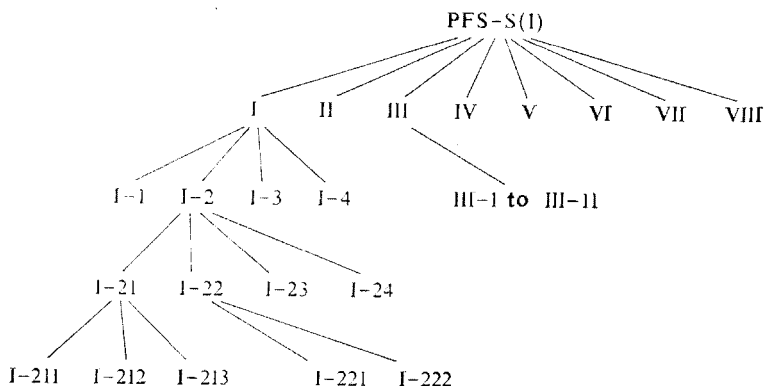 PFS-S(1)
I II III IV V VI VII VIII
I-1 I-2 I-3 I-4 III-1 to III-11
I-21 I-22 I-23 I-24
I-211 I-212 I-213 I-221 I-222